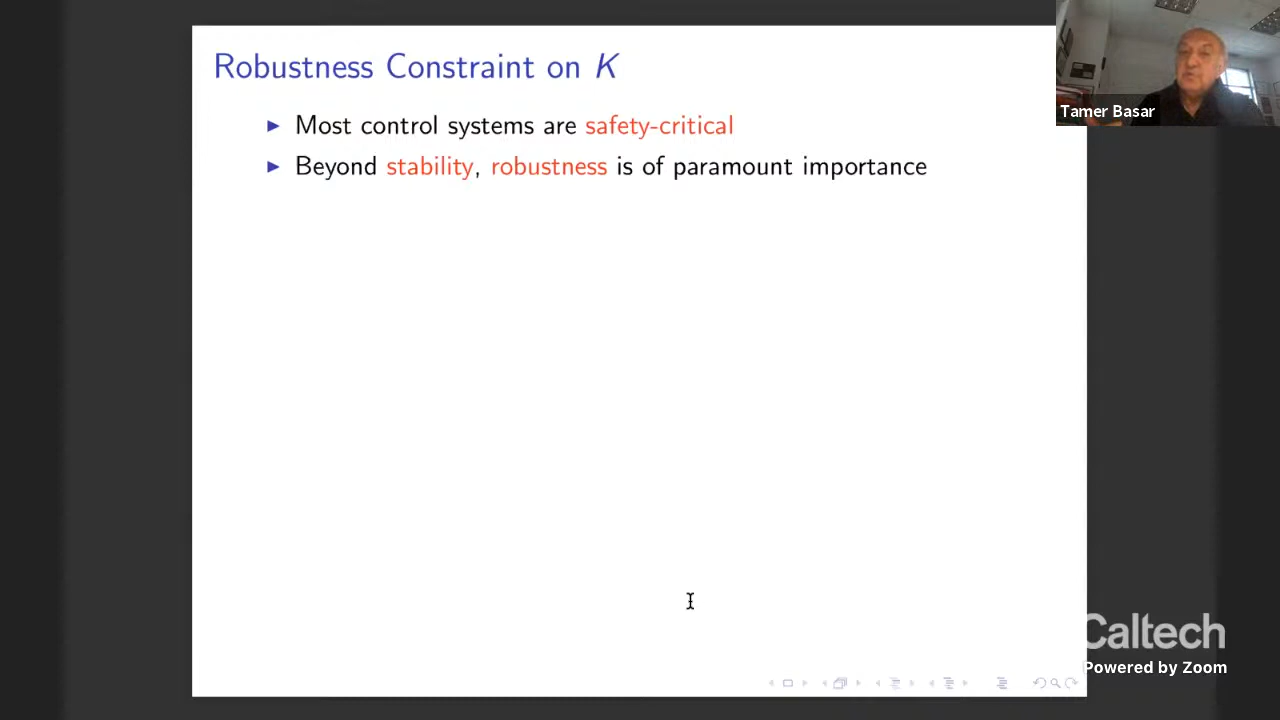 Robustness Constraint on K
Most control systems are safety-critical
Beyond stability, robustness is of paramount importance
Tamer Basar
Caltech
Powered by Zoom